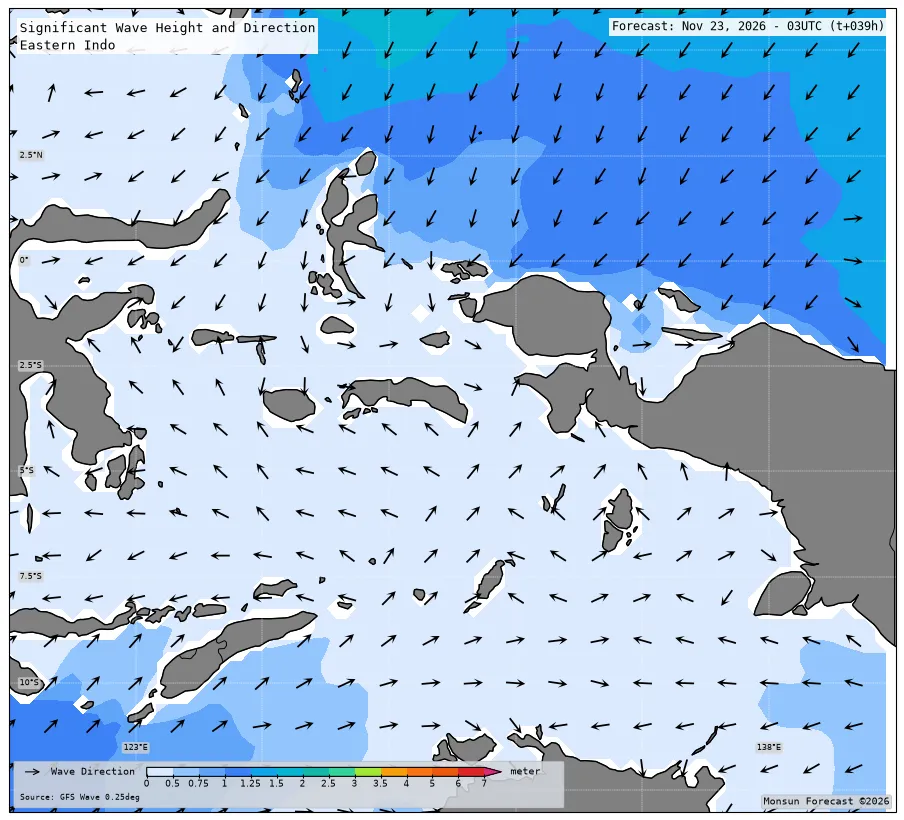 Significant Wave Height and Direction
Eastern Indo
Forecast: Nov 23, 2026 - 03UTC (t+039h)
2.5°N
0°
2.5°S
5°S
7.5°S
10°S
123°E
138°E
Wave Direction
meter
0 0.5 0.75 1 1.25 1.5 2 2.5 3 3.5 4 5 6 7
Source: GFS Wave 0.25deg
Monsun Forecast ©2026